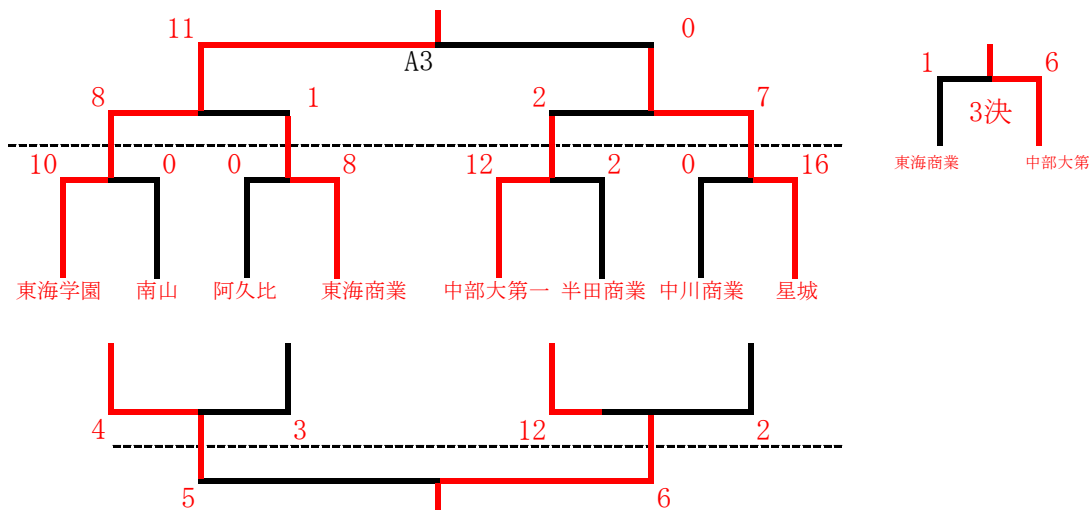 11 0
A3
1 6
3決
東海商業 中部大第
8 1 2 7
10 0 0 8 12 2 0 16
東海学園 南山 阿久比 東海商業 中部大第一 半田商業 中川商業 星城
4 3 12 2
5 6